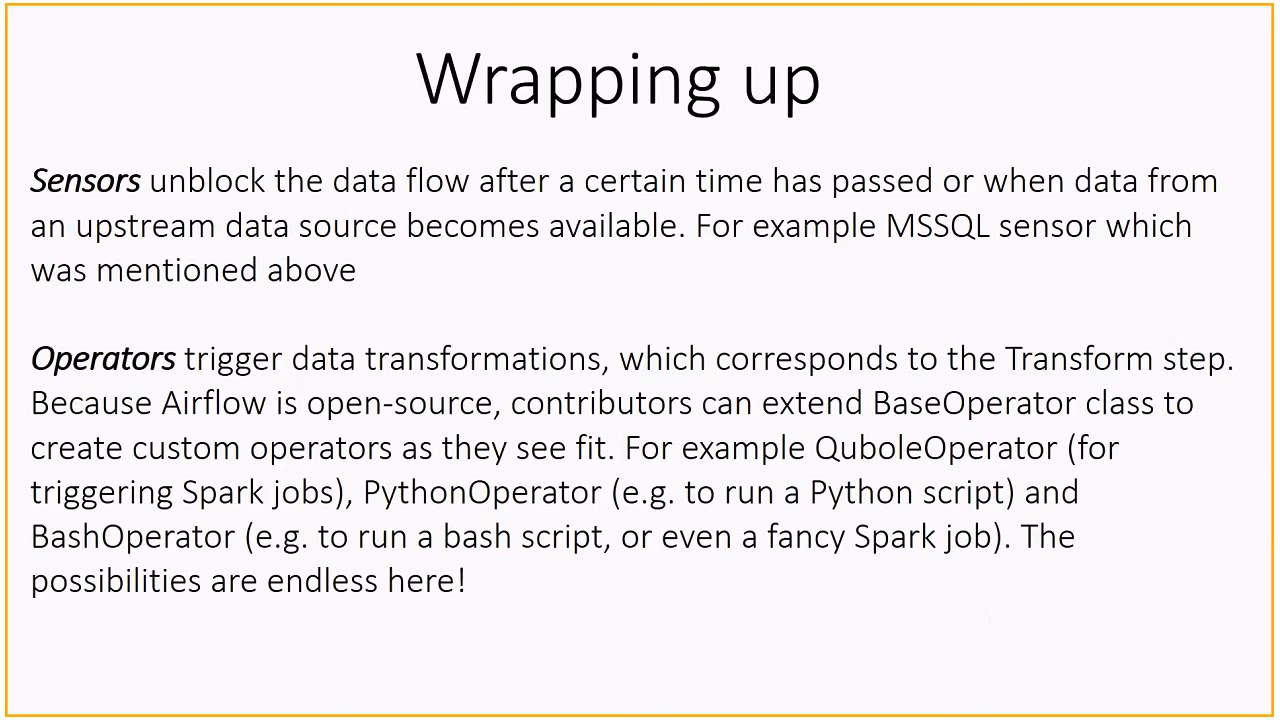 Wrapping up
Sensors unblock the data flow after a certain time has passed or when data from
an upstream data source becomes available. For example MSSQL sensor which
was mentioned above
Operators trigger data transformations, which corresponds to the Transform step.
Because Airflow is open-source, contributors can extend BaseOperator class to
create custom operators as they see fit. For example QuboleOperator (for
triggering Spark jobs), PythonOperator (e.g. to run a Python script) and
BashOperator (e.g. to run a bash script, or even a fancy Spark job). The
possibilities are endless here!